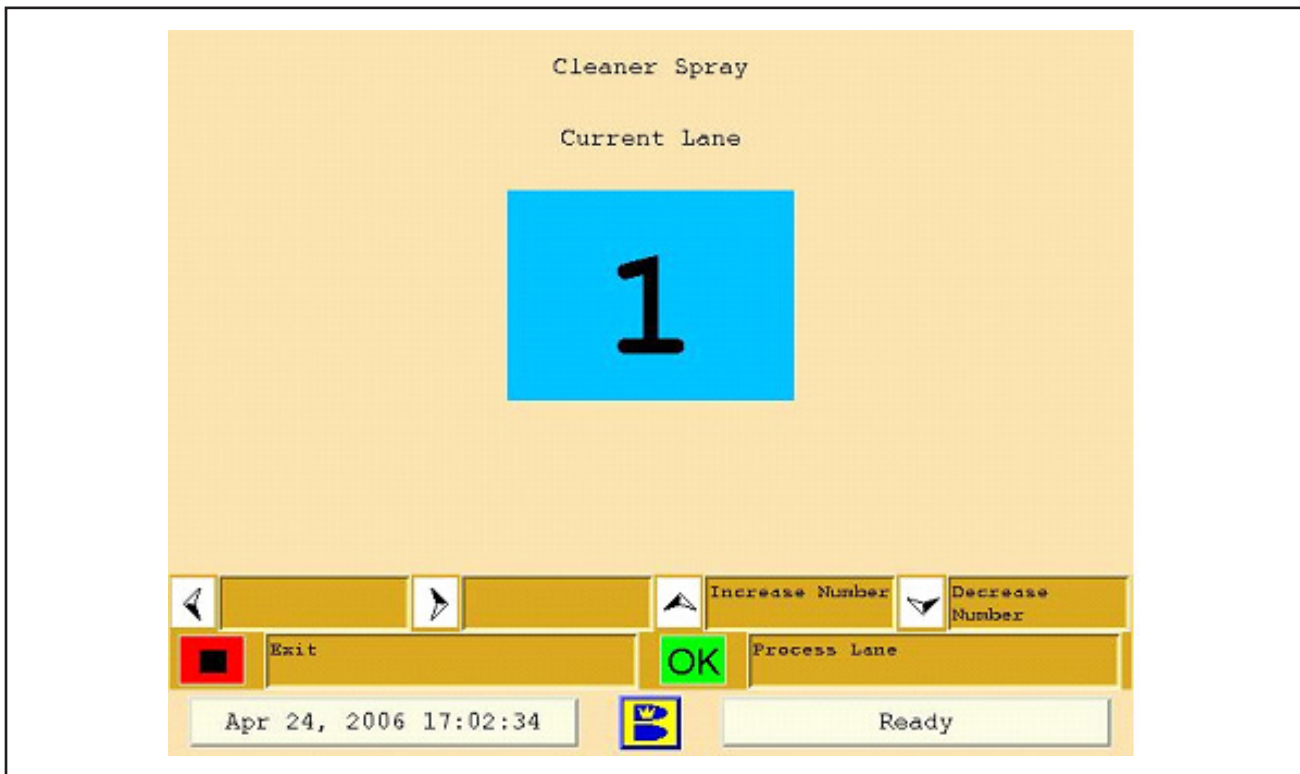 Cleaner Spray
Current Lane
1
Increase Number
Decrease
Number
Exit
OK
Process Lane
Apr 24, 2006 17:02:34
Ready